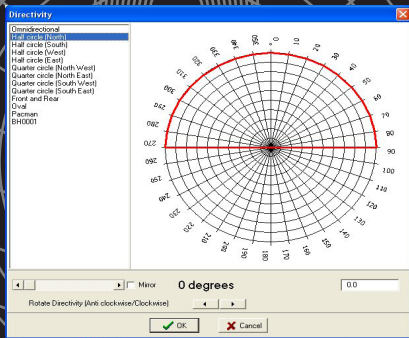 Directivity
Omnidirectional
Half circle (North)
Half circle (South)
Half circle (West)
Half circle (East)
Quarter circle (North West)
Quarter circle (North East)
Quarter circle (South West)
Quarter circle (South East)
Front and Rear
Oval
Pacman
BH0001
0
10
20
30
40
50
60
70
80
90
100
110
120
130
140
150
160
170
180
190
200
210
220
230
240
250
260
270
280
290
300
310
320
330
340
350
Mirror
0 degrees
0.0
Rotate Directivity (Anti clockwise/Clockwise)
OK
Cancel